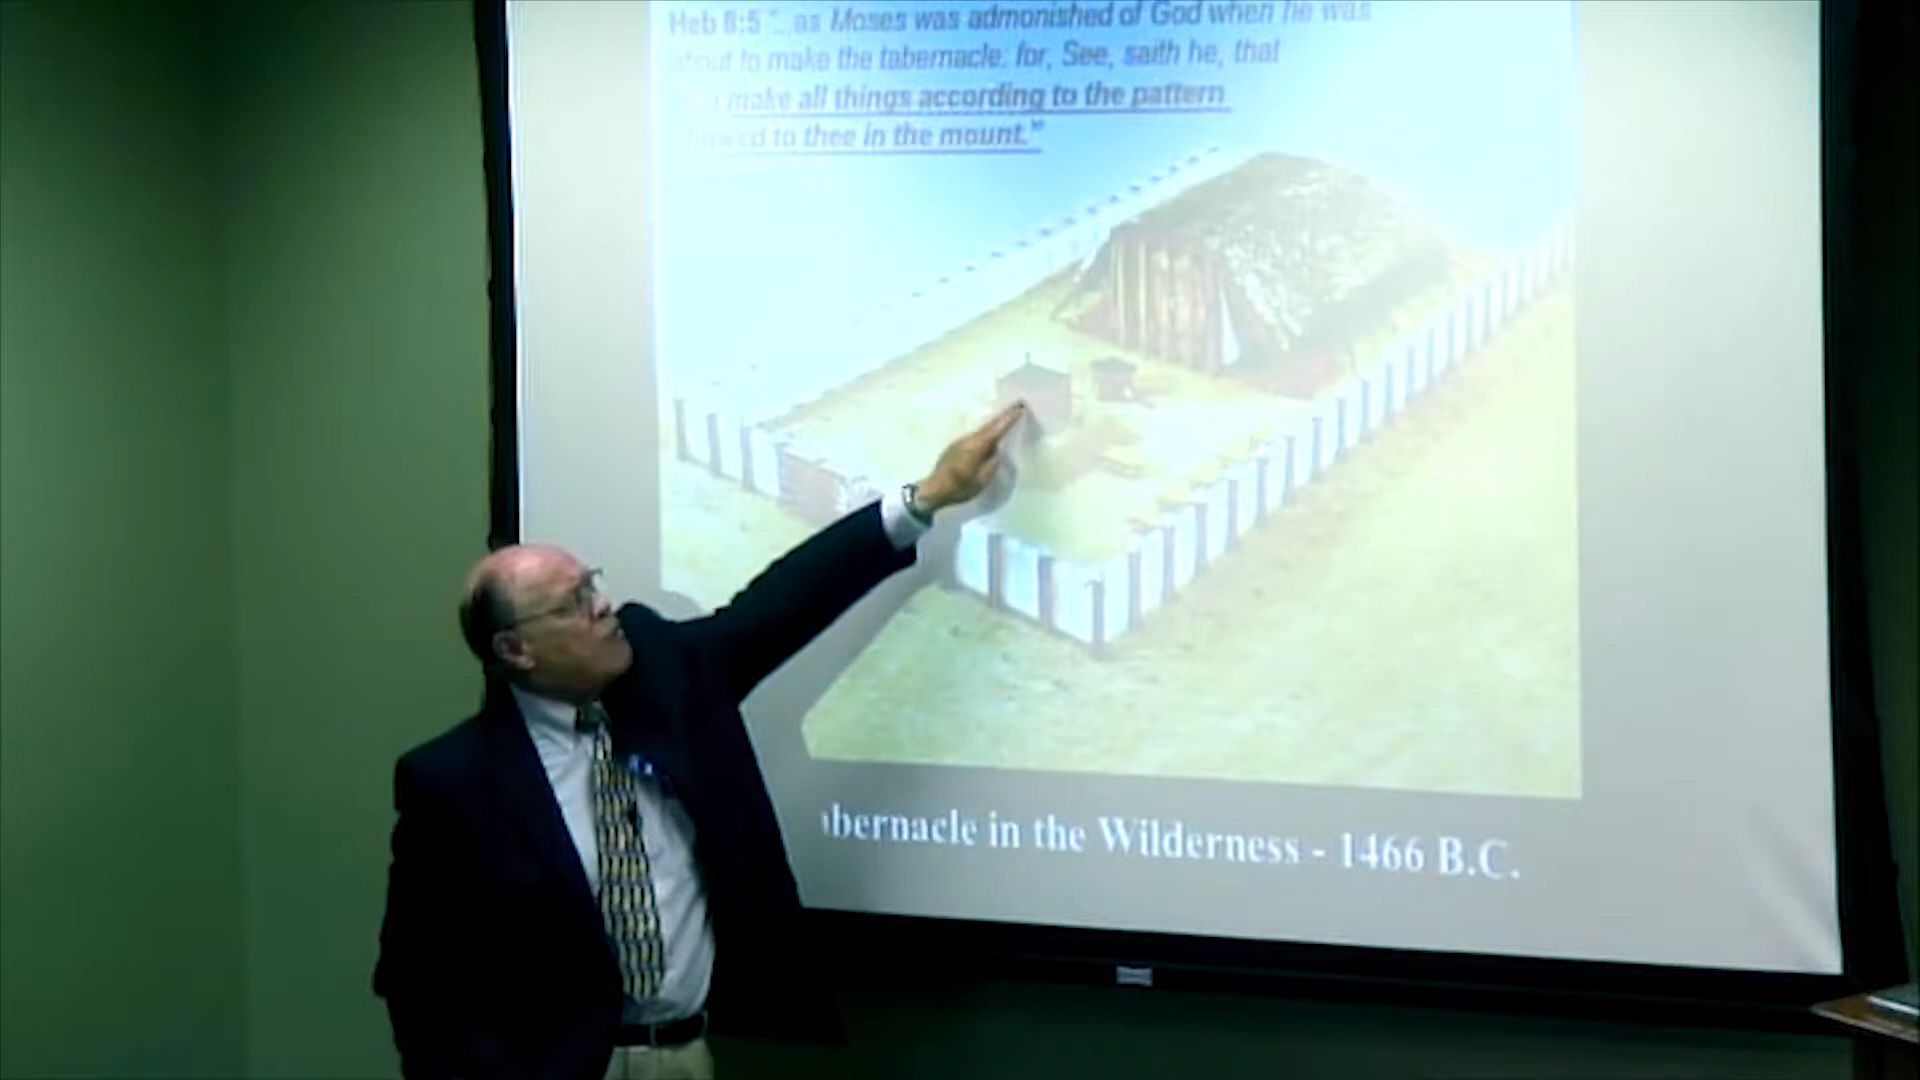 Heb 8:5 "...as Moses was admonished of God when he was
about to make the tabernacle: for, See, saith he, that
make all things according to the pattern
to thee in the mount."
bernacle in the Wilderness - 1466 B.C.